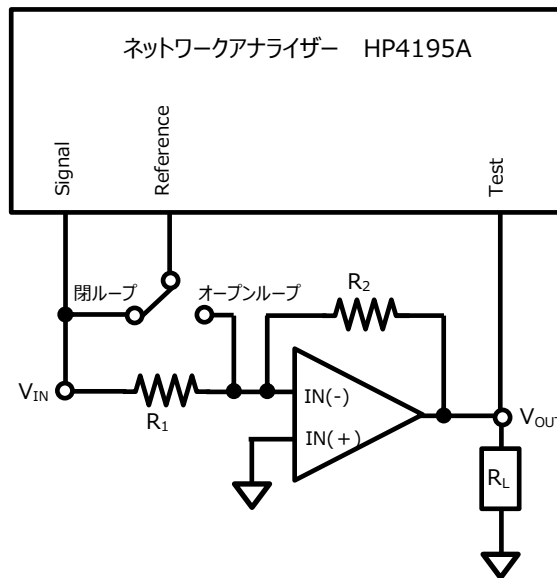 ネットワークアナライザー HP4195A
Signal
Reference
Test
閉ループ
オープンループ
R2
VIN
R1
IN(-)
IN(+)
VOUT
RL